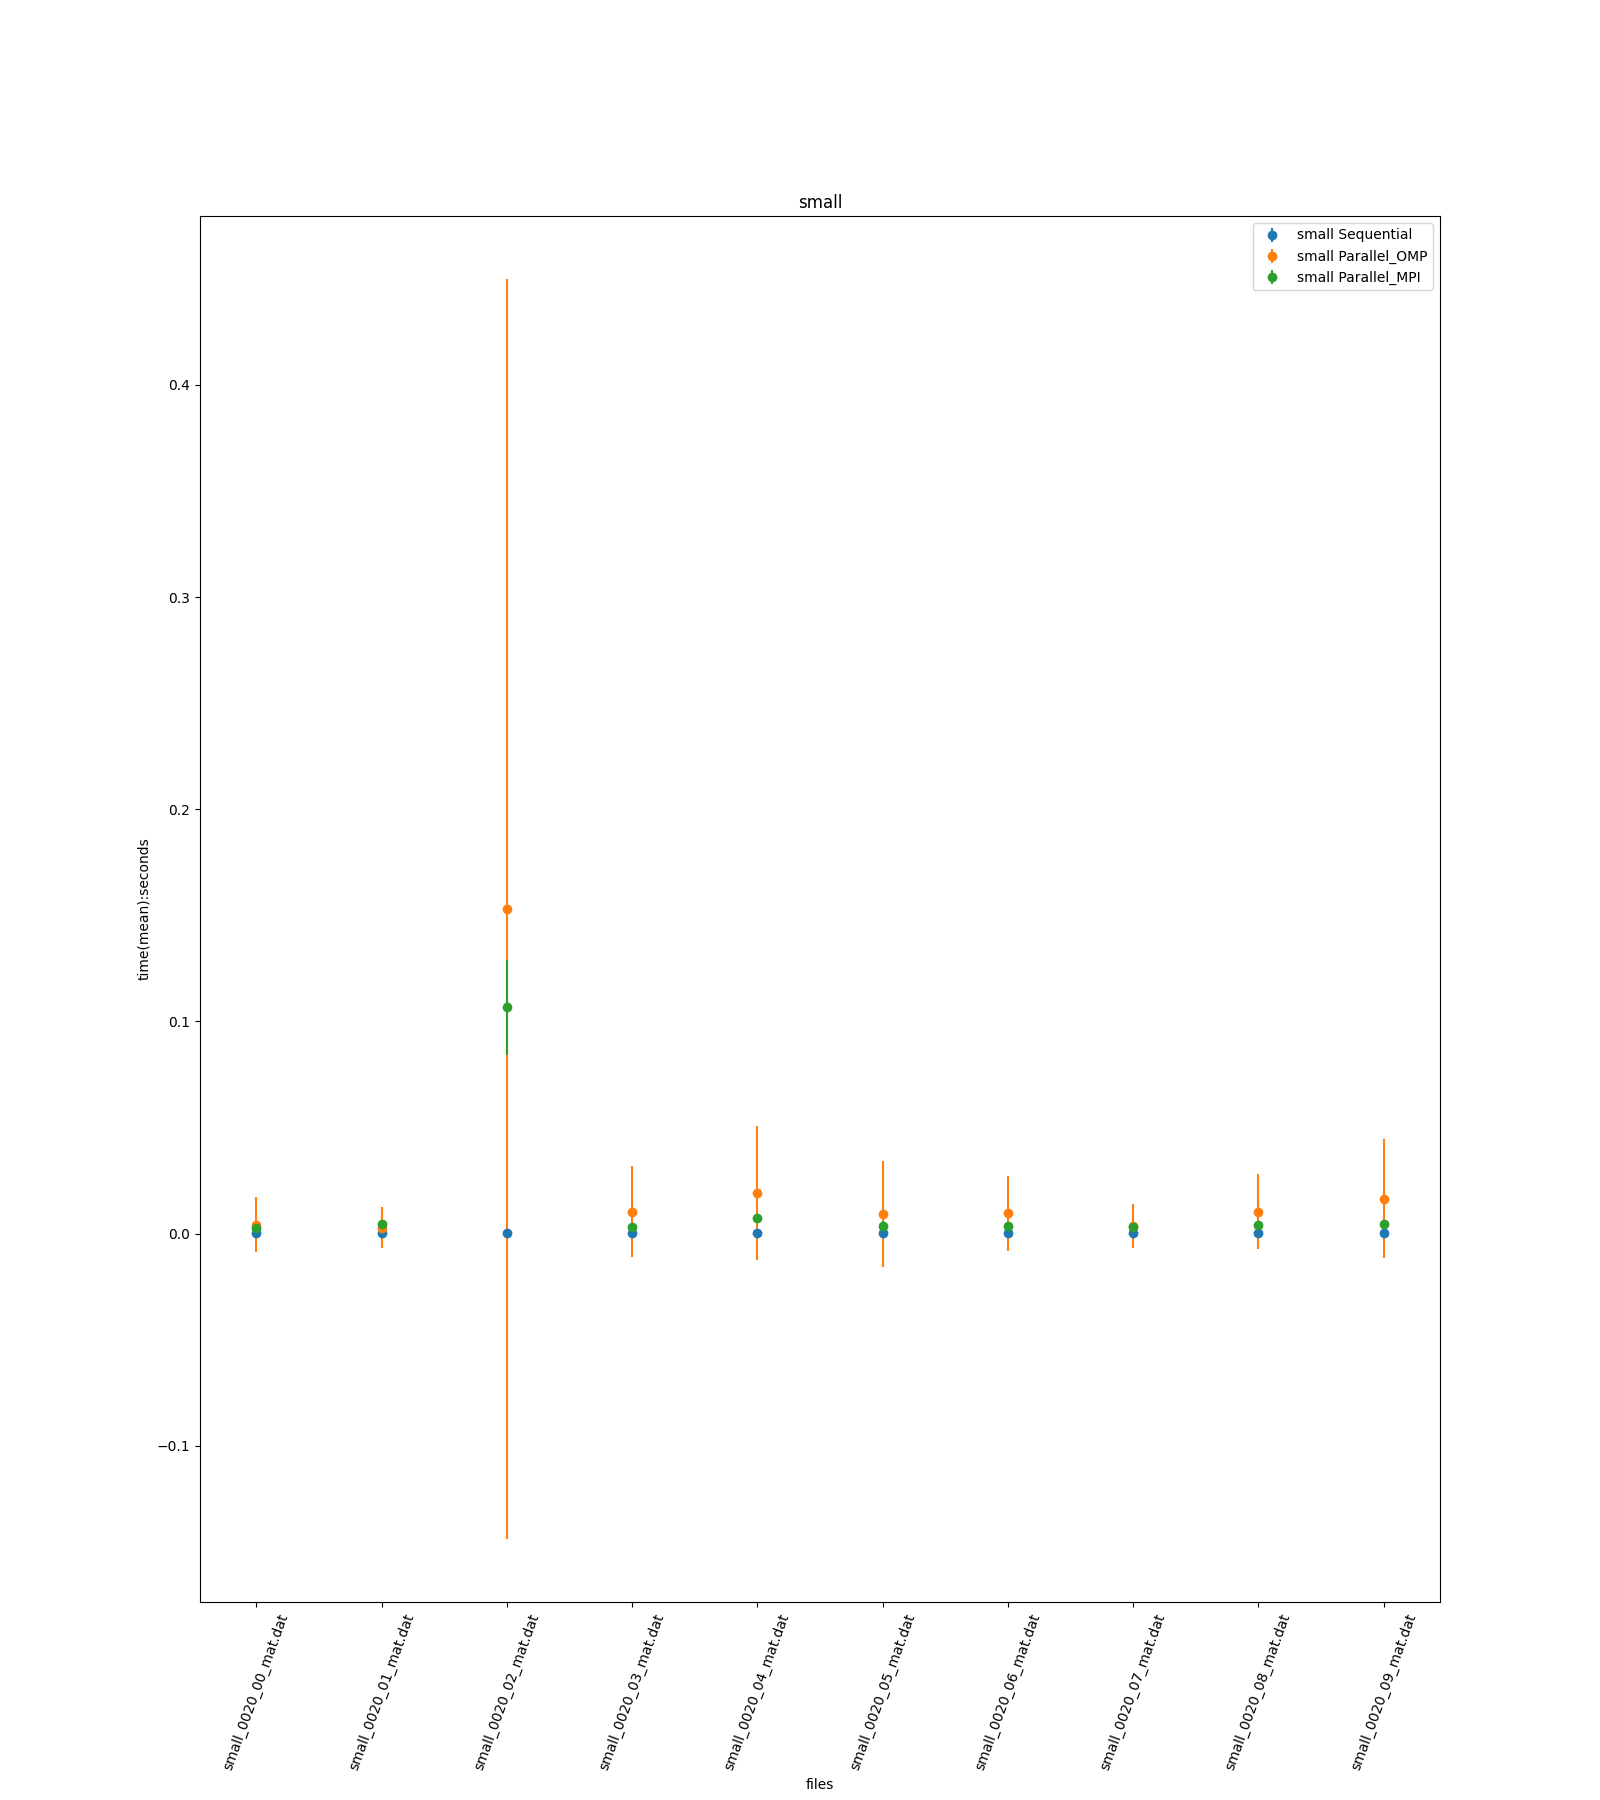 small
small Sequential
small Parallel_OMP
small Parallel_MPI
0.4
0.3
0.2
0.1
0.0
−0.1
time(mean):seconds
small_0020_00_mat.dat
small_0020_01_mat.dat
small_0020_02_mat.dat
small_0020_03_mat.dat
small_0020_04_mat.dat
small_0020_05_mat.dat
small_0020_06_mat.dat
small_0020_07_mat.dat
small_0020_08_mat.dat
small_0020_09_mat.dat
files